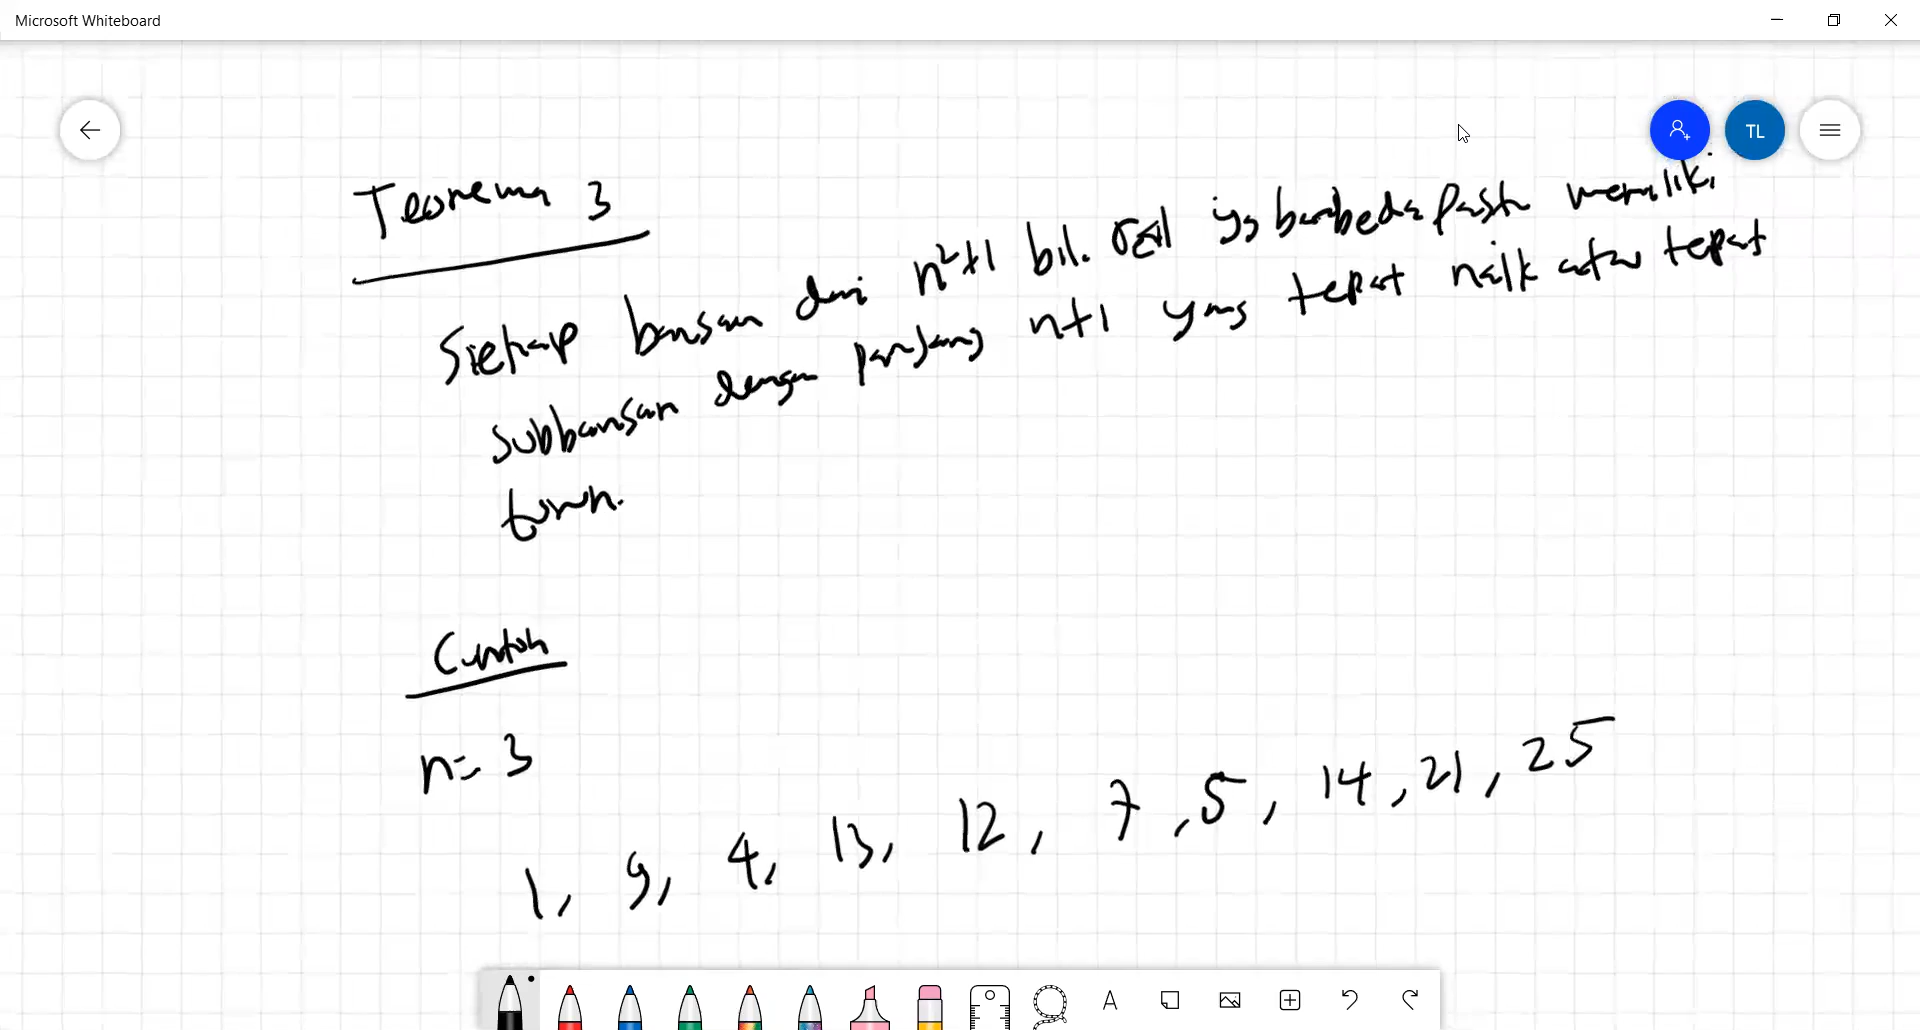 Microsoft Whiteboard
TL
Teorema 3
Setiap barisan dari n²+1 bil. real yg berbeda pasti memiliki
subbarisan dengan panjang n+1 yang tepat naik atau tepat
turun.
Contoh
n = 3
1, 9, 4, 13, 12, 7, 5, 14, 21, 25
A